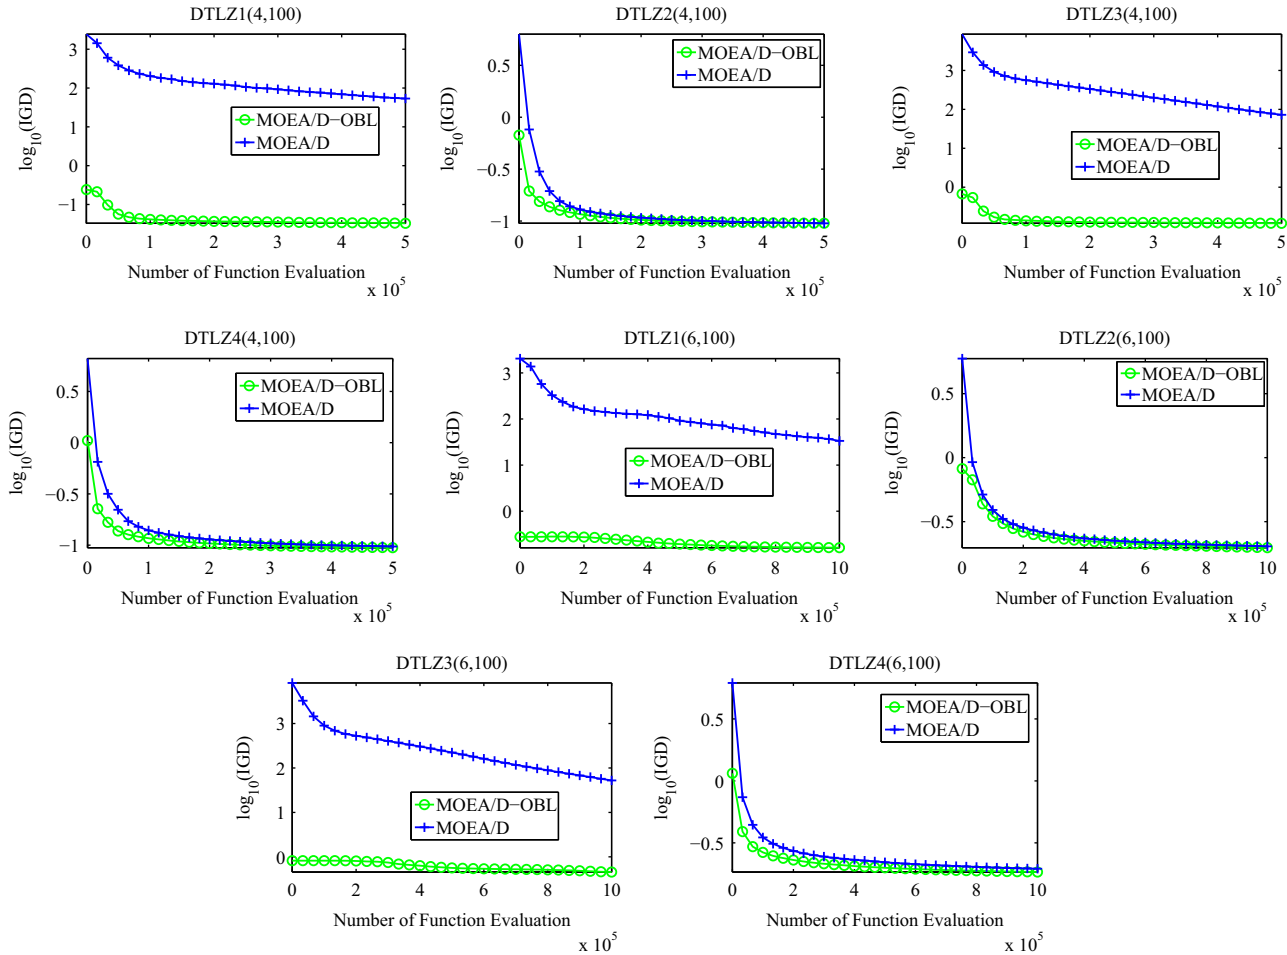 DTLZ1(4,100)
3
2
1
0
−1
log10(IGD)
MOEA/D−OBL
MOEA/D
0 1 2 3 4 5
Number of Function Evaluation
x 10^5
DTLZ2(4,100)
0.5
0
−0.5
−1
log10(IGD)
MOEA/D−OBL
MOEA/D
0 1 2 3 4 5
Number of Function Evaluation
x 10^5
DTLZ3(4,100)
3
2
1
0
log10(IGD)
MOEA/D−OBL
MOEA/D
0 1 2 3 4 5
Number of Function Evaluation
x 10^5
DTLZ4(4,100)
0.5
0
−0.5
−1
log10(IGD)
MOEA/D−OBL
MOEA/D
0 1 2 3 4 5
Number of Function Evaluation
x 10^5
DTLZ1(6,100)
3
2
1
0
log10(IGD)
MOEA/D−OBL
MOEA/D
0 2 4 6 8 10
Number of Function Evaluation
x 10^5
DTLZ2(6,100)
0.5
0
−0.5
log10(IGD)
MOEA/D−OBL
MOEA/D
0 2 4 6 8 10
Number of Function Evaluation
x 10^5
DTLZ3(6,100)
3
2
1
0
log10(IGD)
MOEA/D−OBL
MOEA/D
0 2 4 6 8 10
Number of Function Evaluation
x 10^5
DTLZ4(6,100)
0.5
0
−0.5
log10(IGD)
MOEA/D−OBL
MOEA/D
0 2 4 6 8 10
Number of Function Evaluation
x 10^5